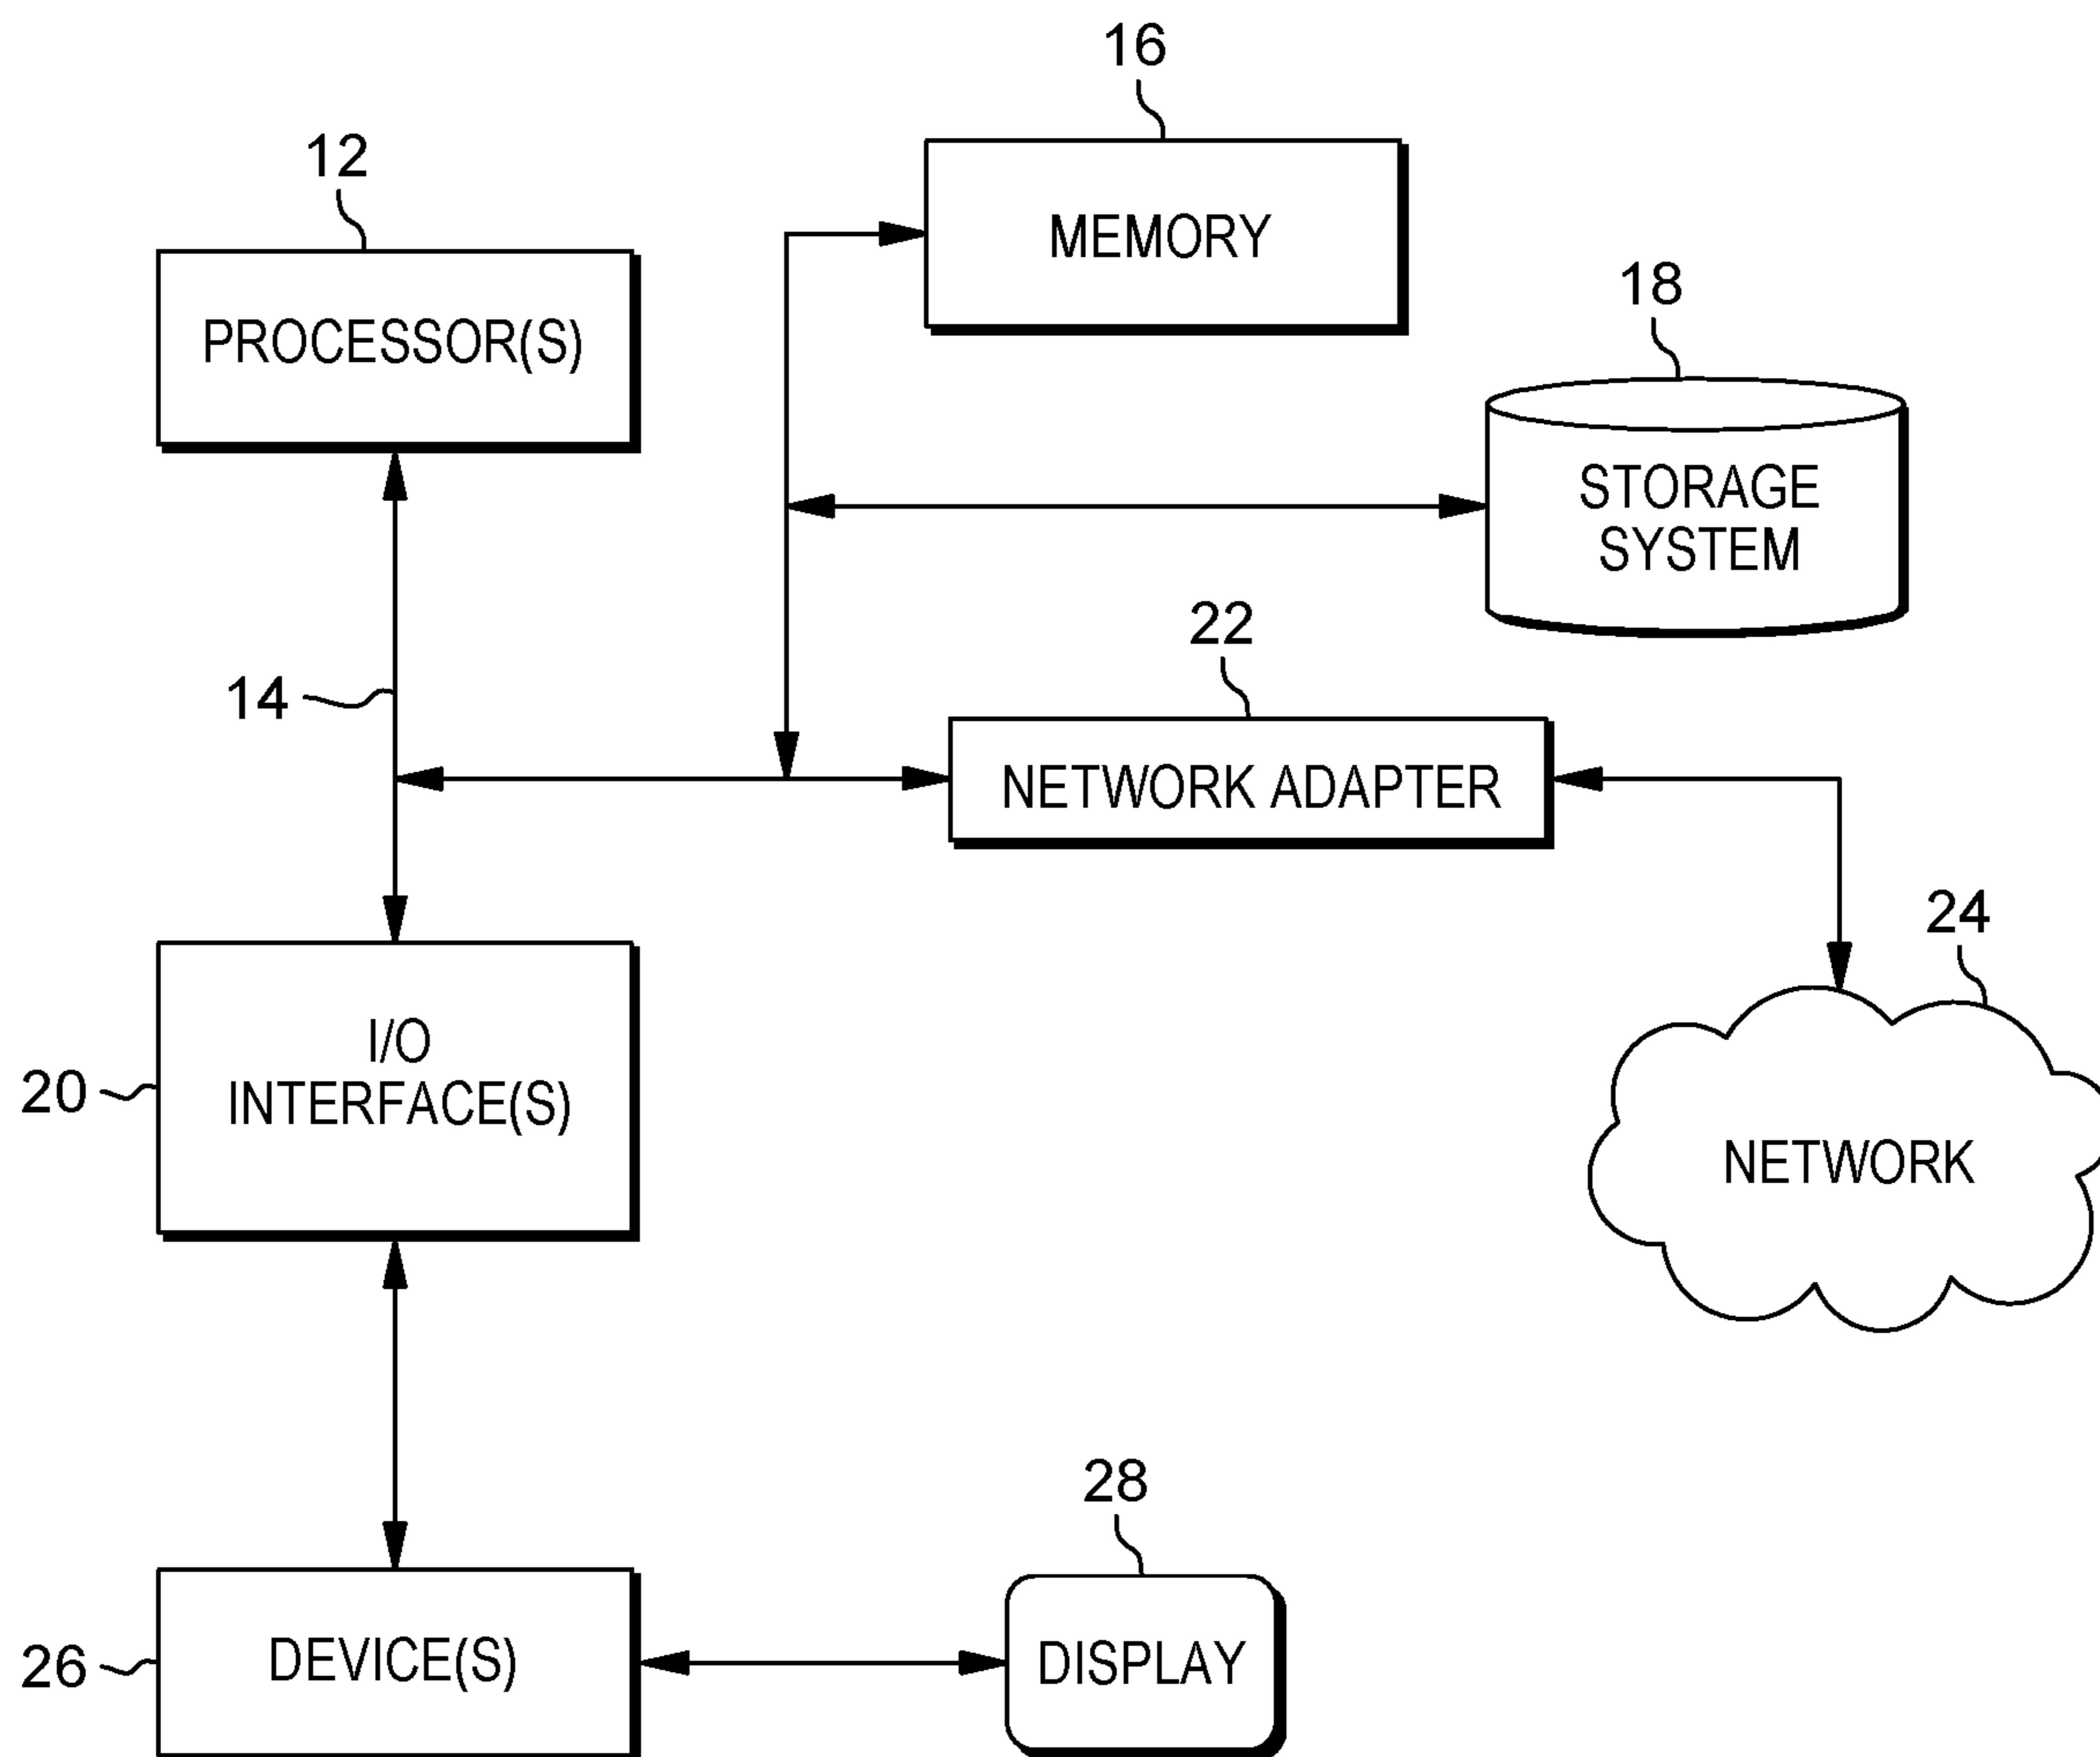 16
12
MEMORY
18
PROCESSOR(S)
STORAGE
SYSTEM
22
14
NETWORK ADAPTER
24
I/O
INTERFACE(S)
20
NETWORK
28
DEVICE(S)
26
DISPLAY